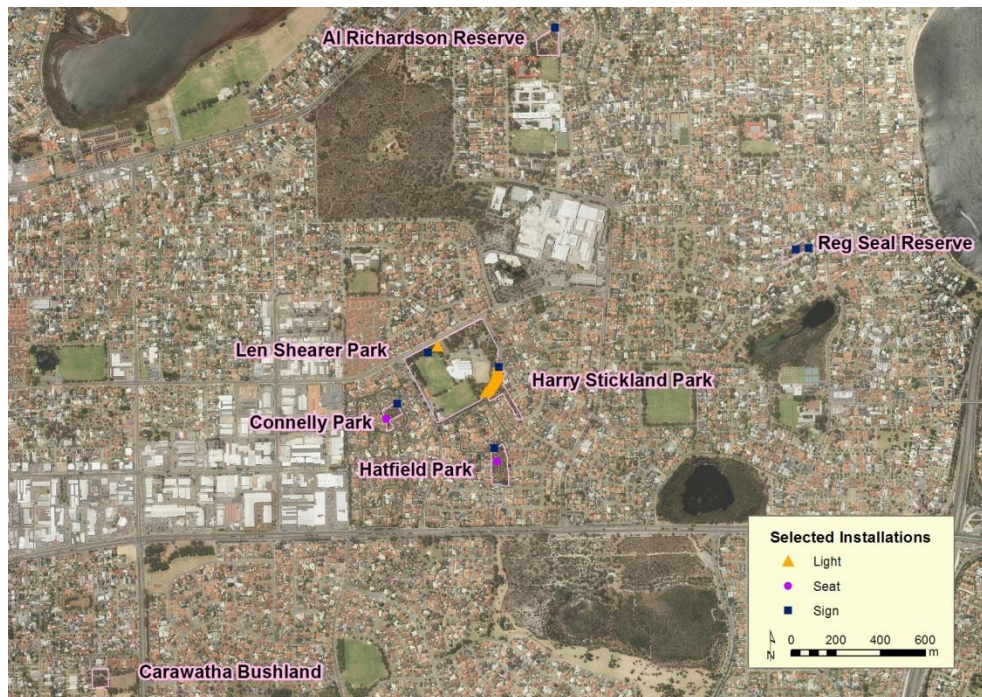 Al Richardson Reserve
Reg Seal Reserve
Len Shearer Park
Harry Stickland Park
Connelly Park
Hatfield Park
Carawatha Bushland
Selected Installations
Light
Seat
Sign
0 200 400 600
m
N